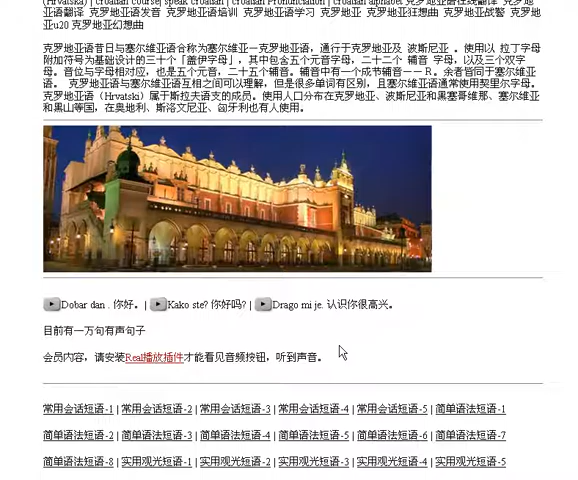 (Hrvatska) | croatian course| speak croatian | croatian Pronunciation | croatian alphabet 克罗地亚语在线翻译 克罗地
亚语翻译 克罗地亚语发音 克罗地亚语培训 克罗地亚语学习 克罗地亚 克罗地亚狂想曲 克罗地亚战警 克罗地
亚u20 克罗地亚幻想曲
克罗地亚语昔日与塞尔维亚语合称为塞尔维亚－克罗地亚语，通行于克罗地亚及 波斯尼亚 。使用以 拉丁字母
附加符号为基础设计的三十个「盖伊字母」，其中包含五个元音字母，二十二个 辅音 字母，以及三个双字
母。音位与字母相对应，也是五个元音，二十五个辅音。辅音中有一个成节辅音－－ R。余者皆同于塞尔维亚
语。 克罗地亚语与塞尔维亚语互相之间可以理解，但是很多单词有区别，且塞尔维亚语通常使用契里尔字母。
克罗地亚语（Hrvatski）属于斯拉夫语支的成员。使用人口分布在克罗地亚、波斯尼亚和黑塞哥维那、塞尔维亚
和黑山等国，在奥地利、斯洛文尼亚、匈牙利也有人使用。
Dobar dan . 你好。 | Kako ste? 你好吗? | Drago mi je. 认识你很高兴。
目前有一万句有声句子
会员内容，请安装Real播放插件才能看见音频按钮，听到声音。
常用会话短语-1 | 常用会话短语-2 | 常用会话短语-3 | 常用会话短语-4 | 常用会话短语-5 | 简单语法短语-1
简单语法短语-2 | 简单语法短语-3 | 简单语法短语-4 | 简单语法短语-5 | 简单语法短语-6 | 简单语法短语-7
简单语法短语-8 | 实用观光短语-1 | 实用观光短语-2 | 实用观光短语-3 | 实用观光短语-4 | 实用观光短语-5